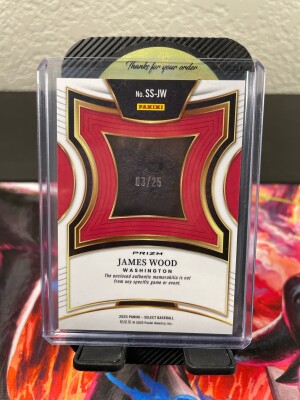 Thanks for your order
No. SS-JW
PANINI
03/25
PRIZM
JAMES WOOD
WASHINGTON
The enclosed authentic memorabilia is not
from any specific game or event.
2025 PANINI - SELECT BASEBALL